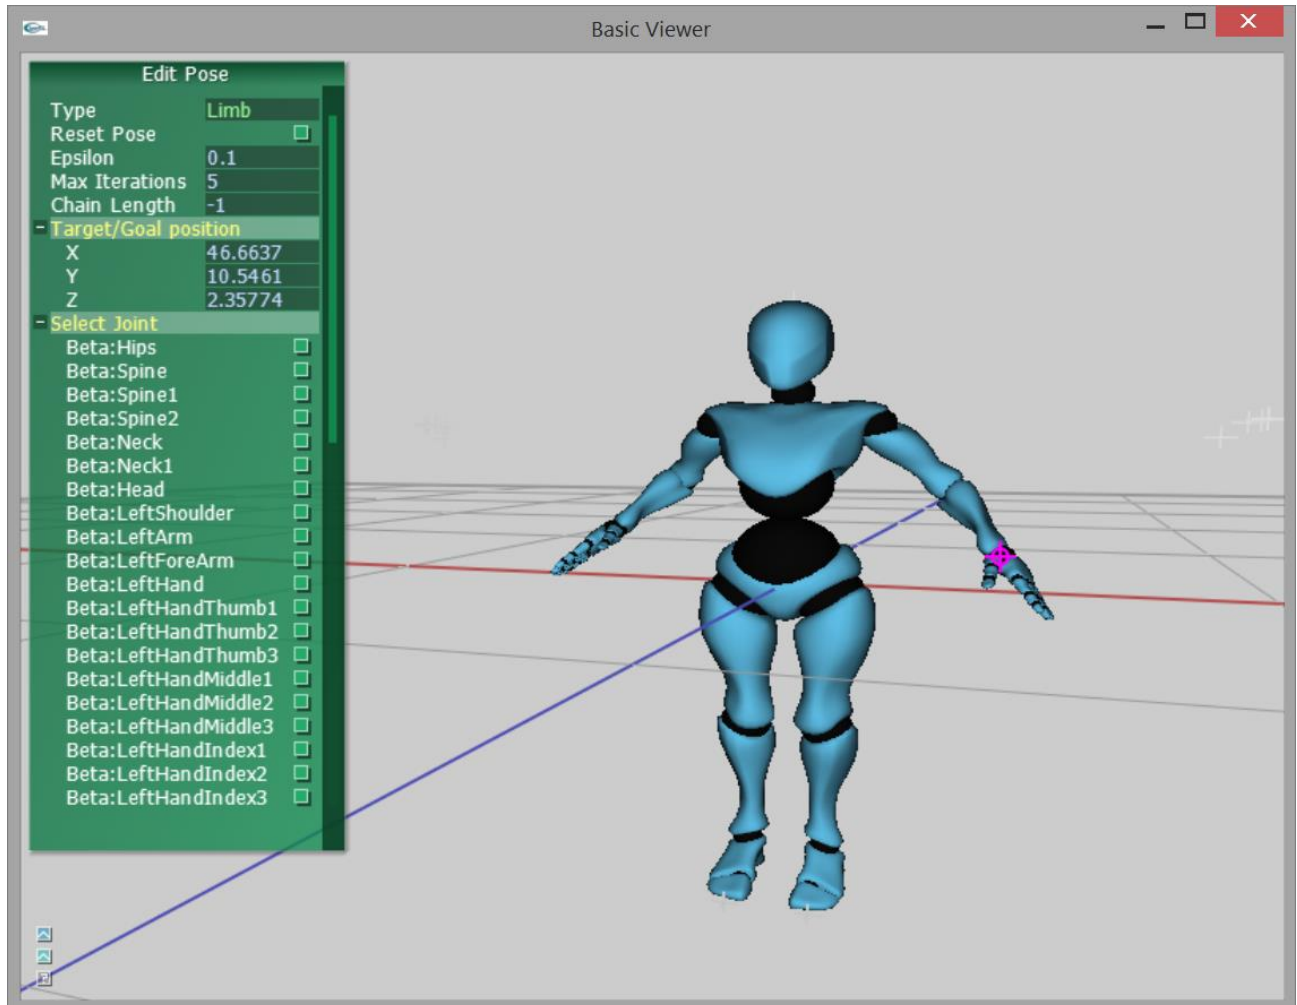 Basic Viewer
Edit Pose
Type Limb
Reset Pose
Epsilon 0.1
Max Iterations 5
Chain Length -1
Target/Goal position
X 46.6637
Y 10.5461
Z 2.35774
Select Joint
Beta:Hips
Beta:Spine
Beta:Spine1
Beta:Spine2
Beta:Neck
Beta:Neck1
Beta:Head
Beta:LeftShoulder
Beta:LeftArm
Beta:LeftForeArm
Beta:LeftHand
Beta:LeftHandThumb1
Beta:LeftHandThumb2
Beta:LeftHandThumb3
Beta:LeftHandMiddle1
Beta:LeftHandMiddle2
Beta:LeftHandMiddle3
Beta:LeftHandIndex1
Beta:LeftHandIndex2
Beta:LeftHandIndex3